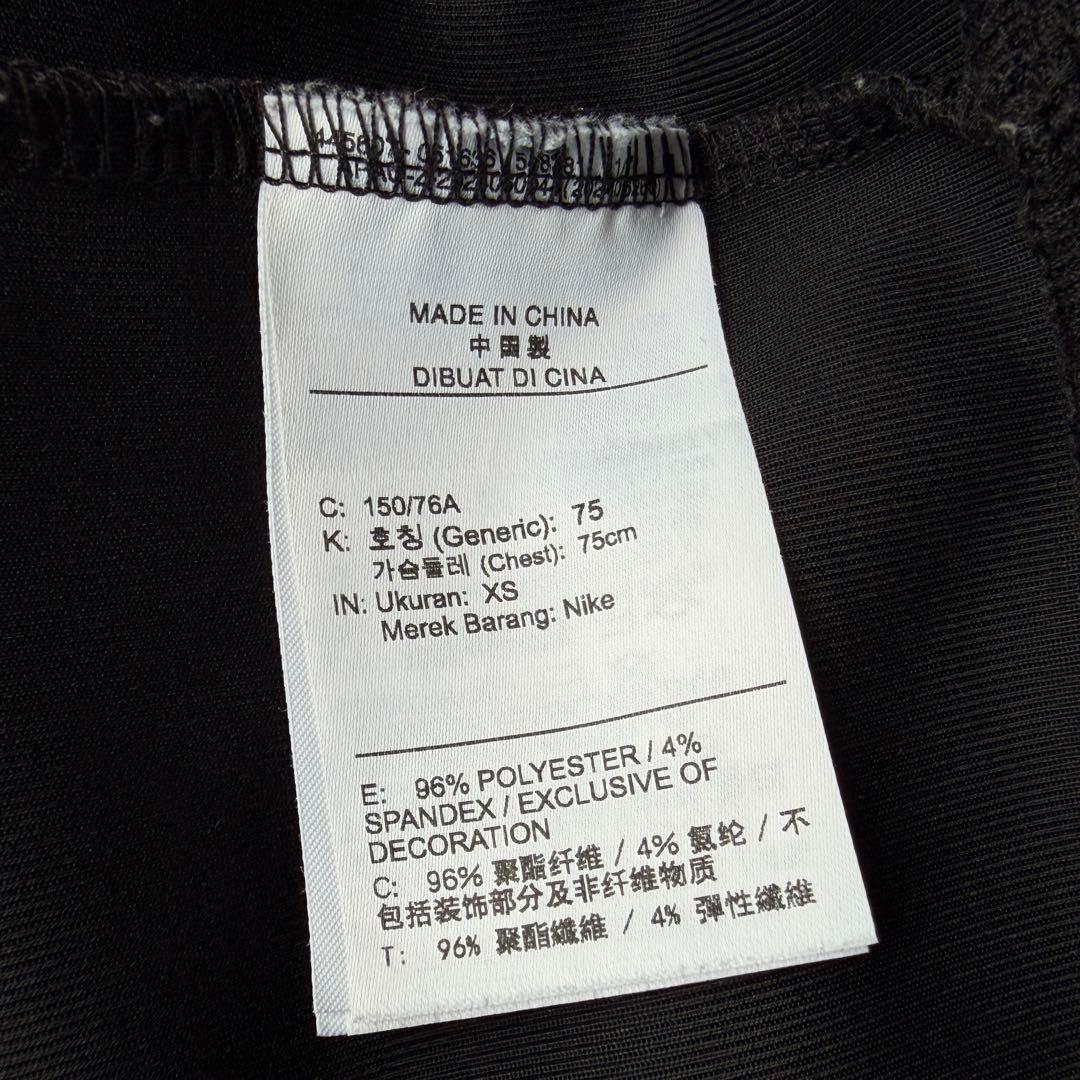 MADE IN CHINA
中国製
DIBUAT DI CINA
C: 150/76A
K: 호칭 (Generic): 75
가슴둘레 (Chest): 75cm
IN: Ukuran: XS
Merek Barang: Nike
E: 96% POLYESTER / 4%
SPANDEX / EXCLUSIVE OF
DECORATION
C: 96% 聚酯纤维 / 4% 氨纶 / 不
包括装饰部分及非纤维物质
T: 96% 聚酯纖維 / 4% 彈性纖維